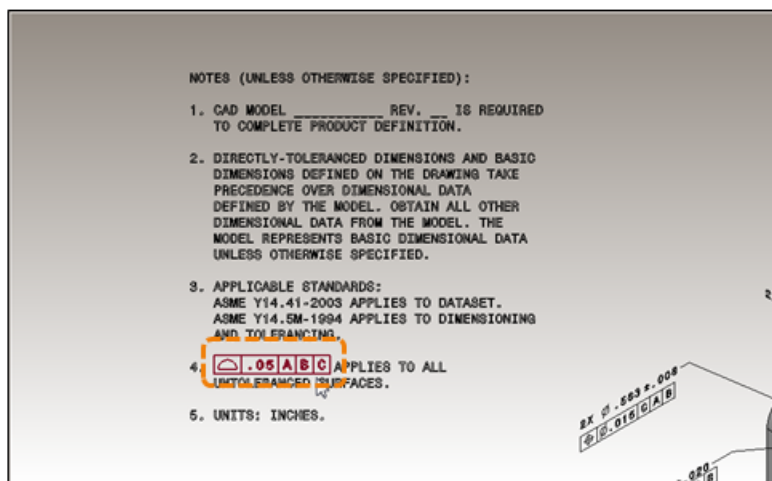 NOTES (UNLESS OTHERWISE SPECIFIED):
1. CAD MODEL ___________ REV. __ IS REQUIRED
TO COMPLETE PRODUCT DEFINITION.
2. DIRECTLY-TOLERANCED DIMENSIONS AND BASIC
DIMENSIONS DEFINED ON THE DRAWING TAKE
PRECEDENCE OVER DIMENSIONAL DATA
DEFINED BY THE MODEL. OBTAIN ALL OTHER
DIMENSIONAL DATA FROM THE MODEL. THE
MODEL REPRESENTS BASIC DIMENSIONAL DATA
UNLESS OTHERWISE SPECIFIED.
3. APPLICABLE STANDARDS:
ASME Y14.41-2003 APPLIES TO DATASET.
ASME Y14.5M-1994 APPLIES TO DIMENSIONING
AND TOLERANCING.
4. ⌓ .05 A B C APPLIES TO ALL
UNTOLERANCED SURFACES.
5. UNITS: INCHES.
2X ∅.563±.008
⌖ ∅.015 C A B
.020